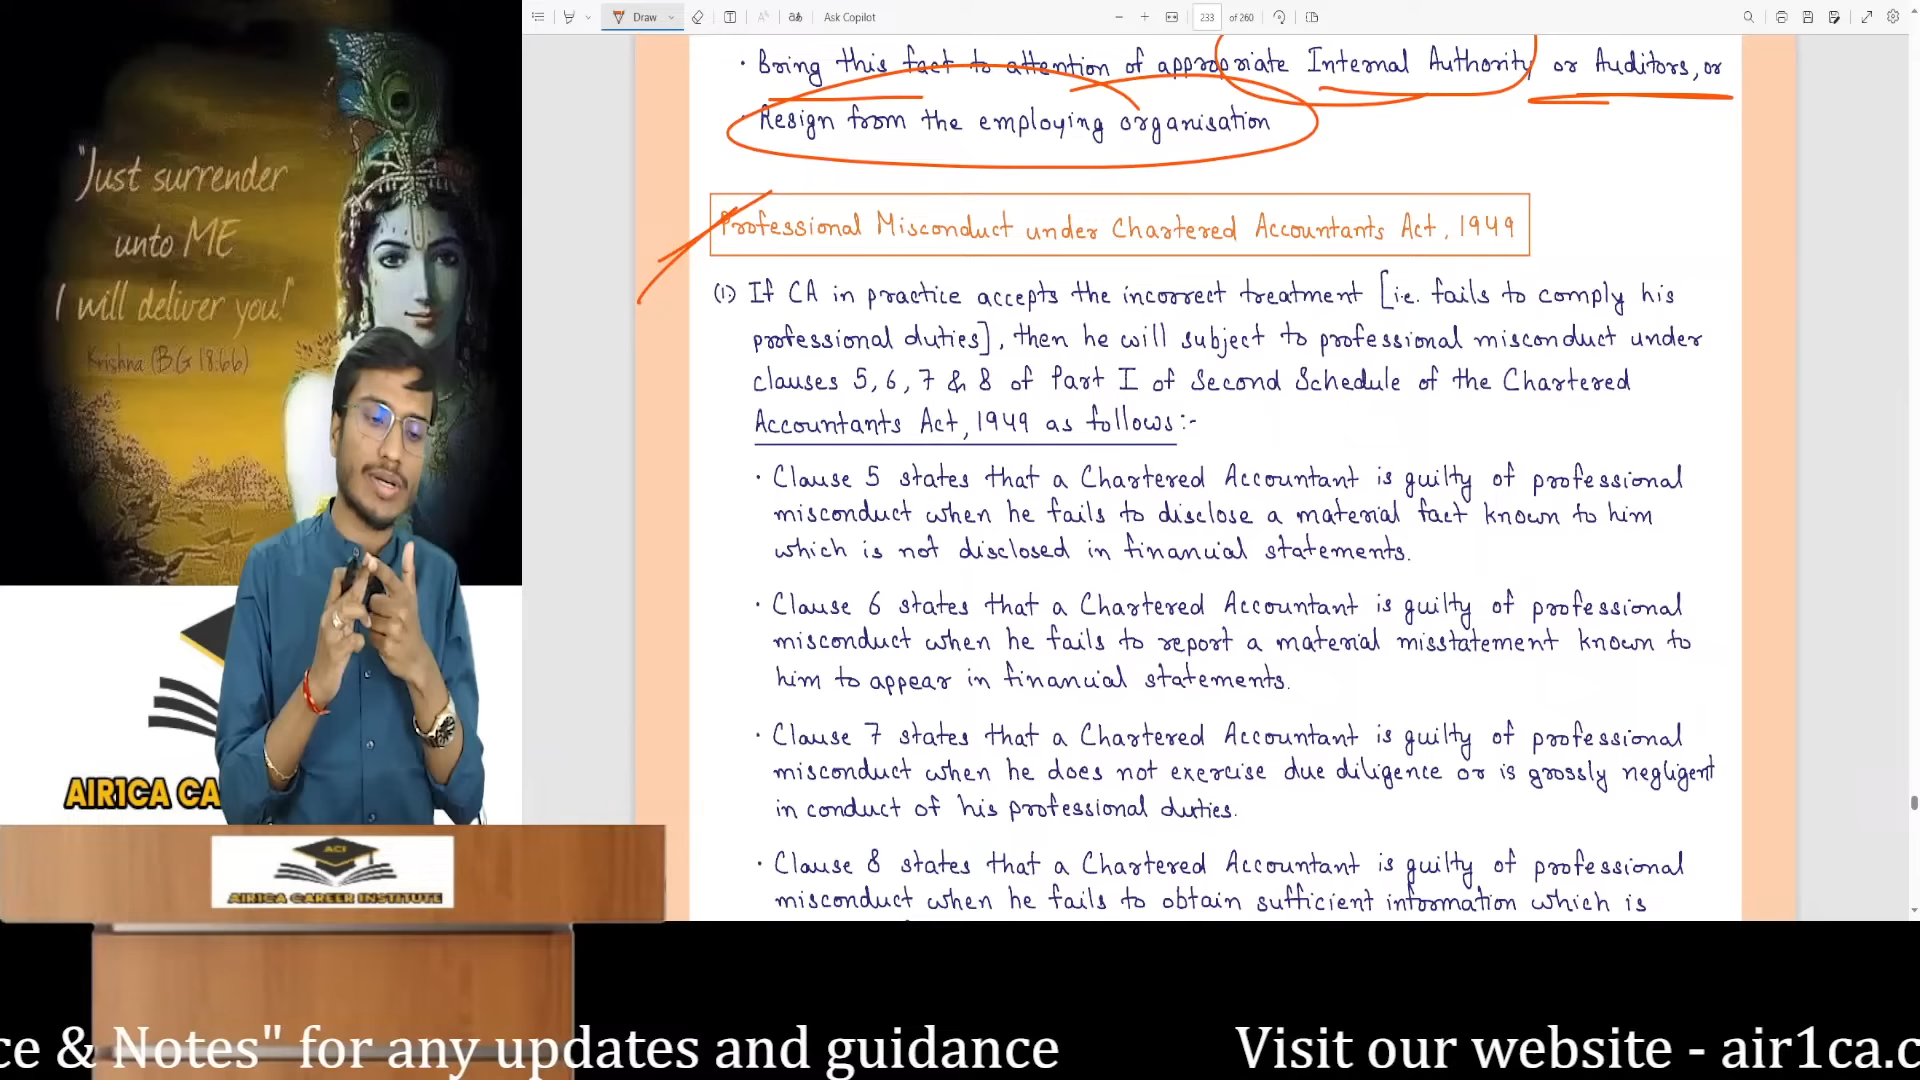 Draw
Ask Copilot
233 of 260
"Just surrender
unto ME
I will deliver you!"
Krishna (B.G 18:66)
AIR1CA CA
ACI
AIR1CA CAREER INSTITUTE
· Bring this fact to attention of appropriate Internal Authority or Auditors, or
· Resign from the employing organisation
Professional Misconduct under Chartered Accountants Act, 1949
(1) If CA in practice accepts the incorrect treatment [i.e. fails to comply his
professional duties], then he will subject to professional misconduct under
clauses 5, 6, 7 & 8 of Part I of Second Schedule of the Chartered
Accountants Act, 1949 as follows:-
· Clause 5 states that a Chartered Accountant is guilty of professional
misconduct when he fails to disclose a material fact known to him
which is not disclosed in financial statements.
· Clause 6 states that a Chartered Accountant is guilty of professional
misconduct when he fails to report a material misstatement known to
him to appear in financial statements.
· Clause 7 states that a Chartered Accountant is guilty of professional
misconduct when he does not exercise due diligence or is grossly negligent
in conduct of his professional duties.
· Clause 8 states that a Chartered Accountant is guilty of professional
misconduct when he fails to obtain sufficient information which is
ce & Notes" for any updates and guidance Visit our website - air1ca.c